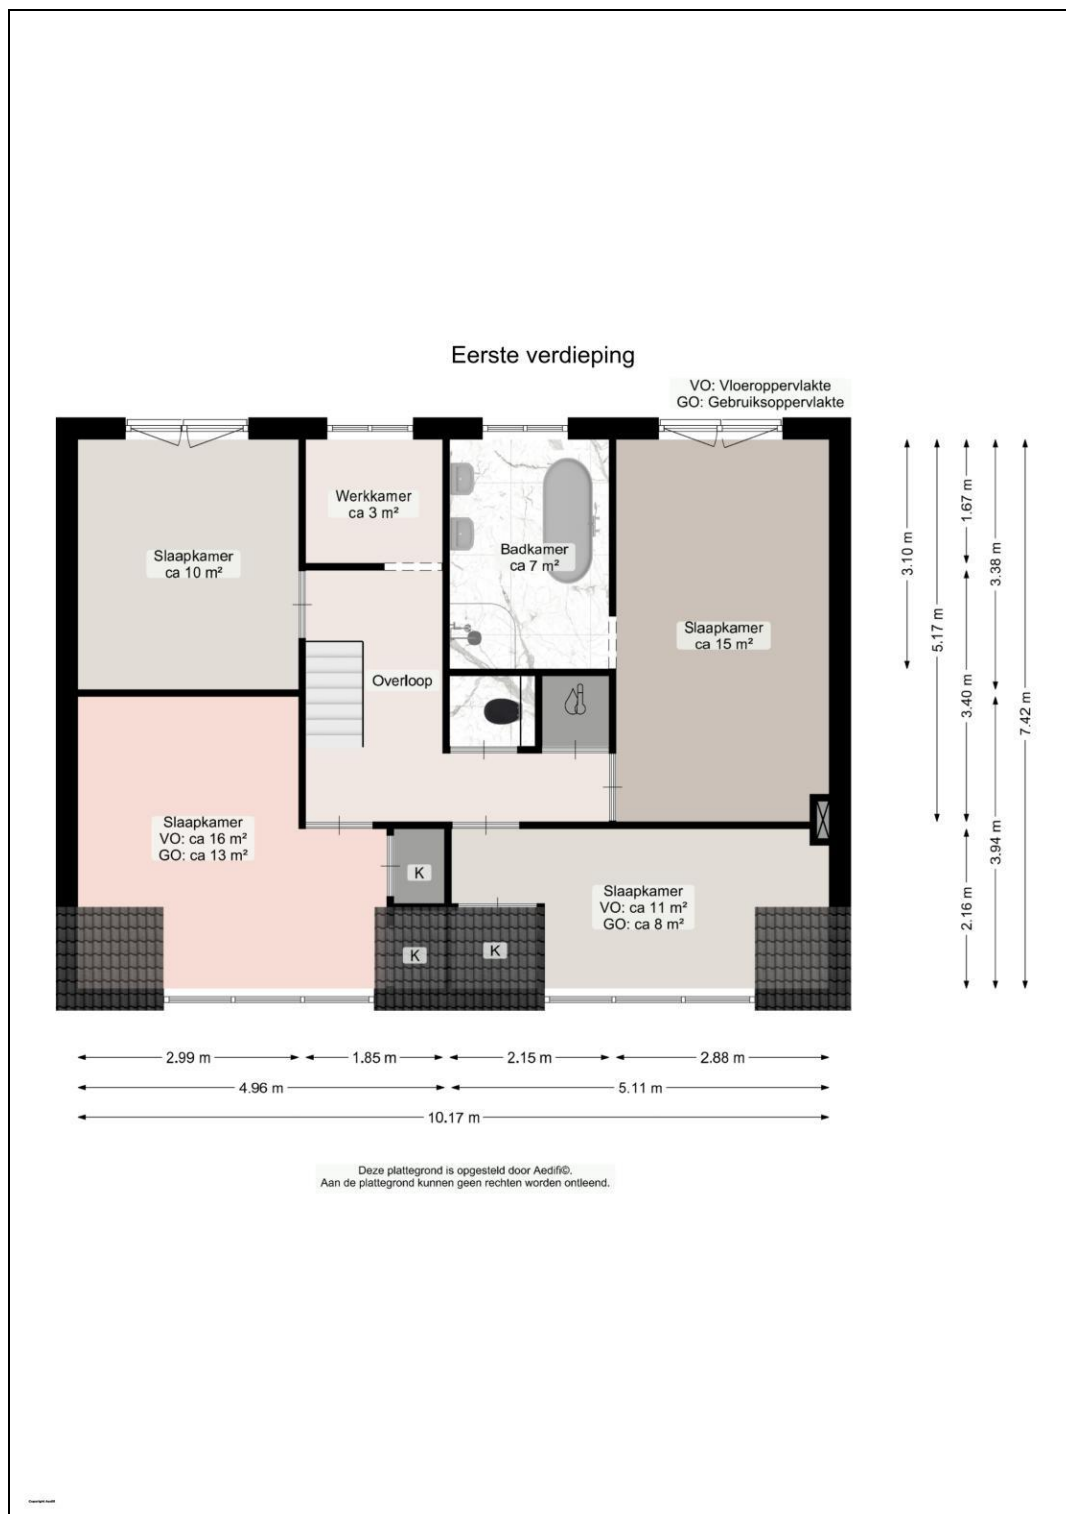 Eerste verdieping
VO: Vloeroppervlakte
GO: Gebruiksoppervlakte
Werkkamer
ca 3 m²
Slaapkamer
ca 10 m²
Badkamer
ca 7 m²
Slaapkamer
ca 15 m²
Overloop
Slaapkamer
VO: ca 16 m²
GO: ca 13 m²
K
Slaapkamer
VO: ca 11 m²
GO: ca 8 m²
K
K
3.10 m
5.17 m
1.67 m
3.40 m
2.16 m
3.38 m
3.94 m
7.42 m
2.99 m
1.85 m
2.15 m
2.88 m
4.96 m
5.11 m
10.17 m
Deze plattegrond is opgesteld door Aedifi©.
Aan de plattegrond kunnen geen rechten worden ontleend.